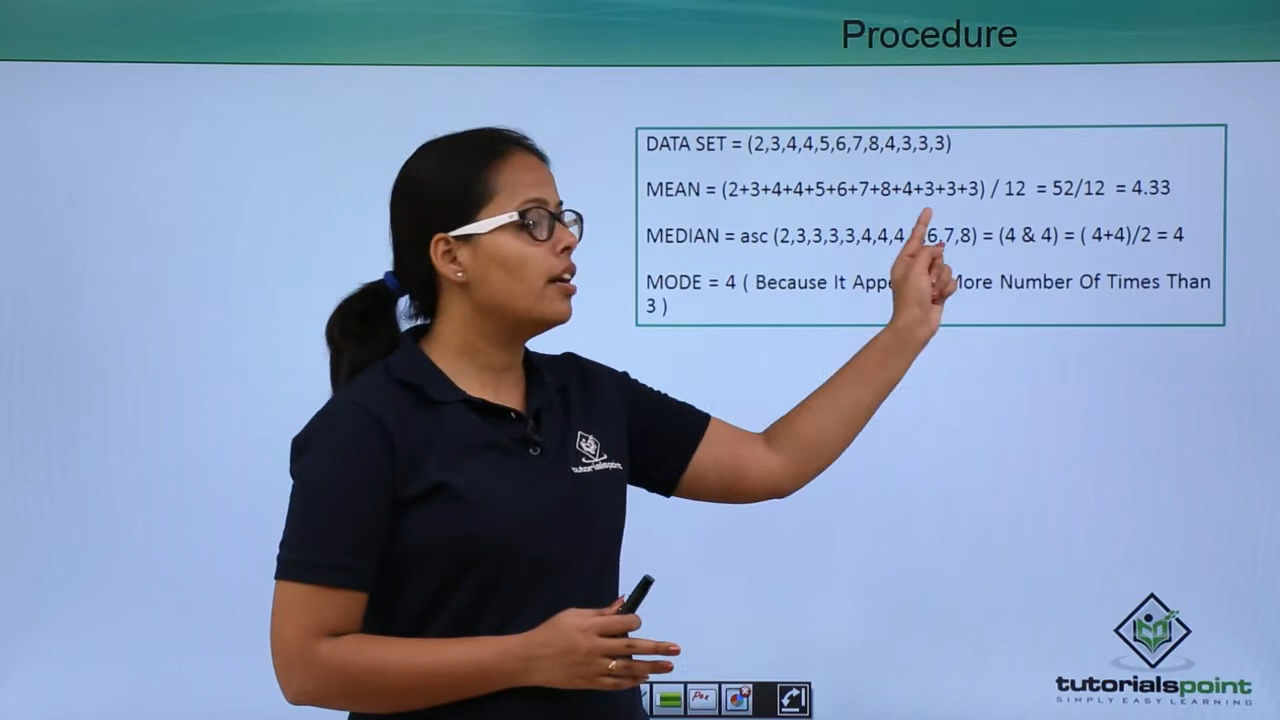 Procedure
DATA SET = (2,3,4,4,5,6,7,8,4,3,3,3)
MEAN = (2+3+4+4+5+6+7+8+4+3+3+3) / 12 = 52/12 = 4.33
MEDIAN = asc (2,3,3,3,3,4,4,4, ,6,7,8) = (4 & 4) = ( 4+4)/2 = 4
MODE = 4 ( Because It More Number Of Times Than
3 )
tutorialspoint
tutorialspoint
SIMPLY EASY LEARNING
Pen